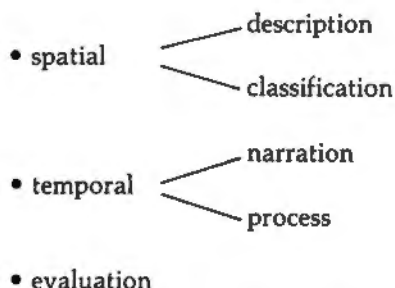 description
• spatial
classification
narration
• temporal
process
• evaluation